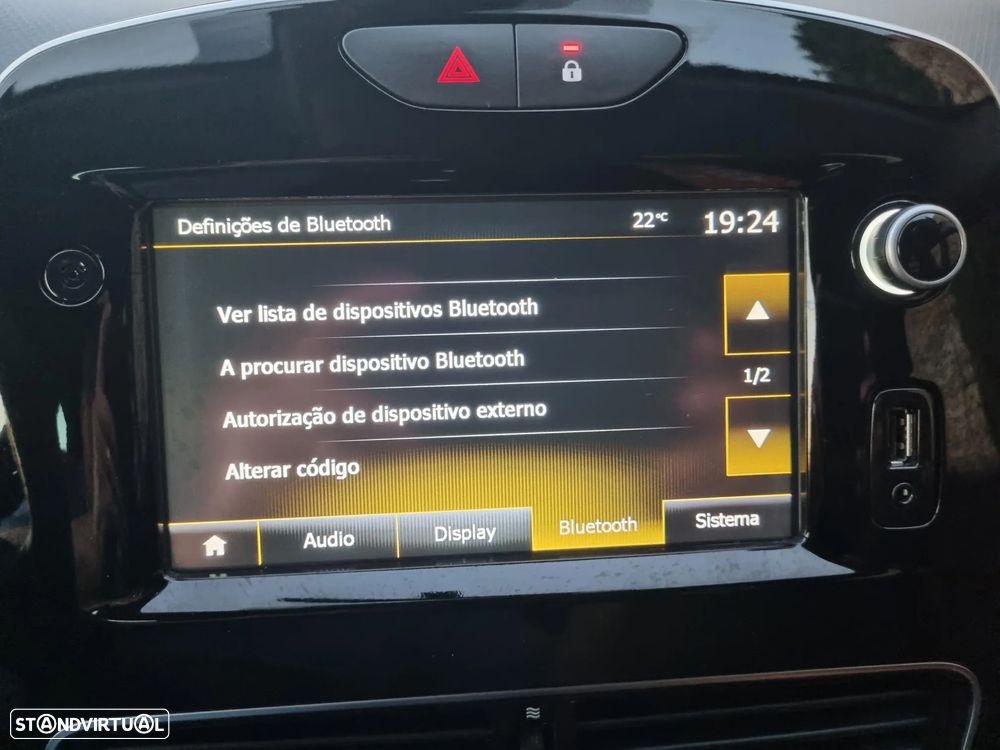 Definições de Bluetooth 22°C 19:24
Ver lista de dispositivos Bluetooth
A procurar dispositivo Bluetooth
1/2
Autorização de dispositivo externo
Alterar código
Audio Display Bluetooth Sistema
STANDVIRTUAL